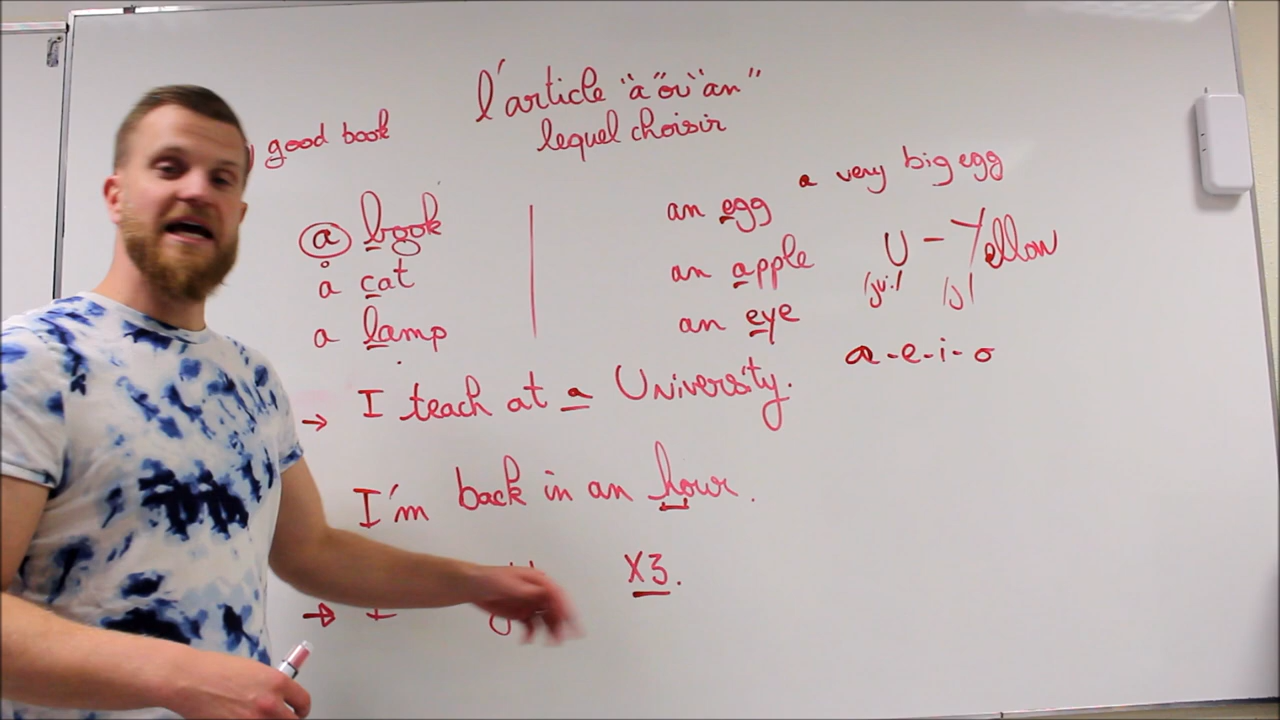 l'article "a" ou "an"
lequel choisir
good book
a very big egg
a book
an egg
U - Yellow
/ju:/ /j/
a cat
an apple
a lamp
an eye
a-e-i-o
→ I teach at a University.
I'm back in an hour.
X3.
→ +